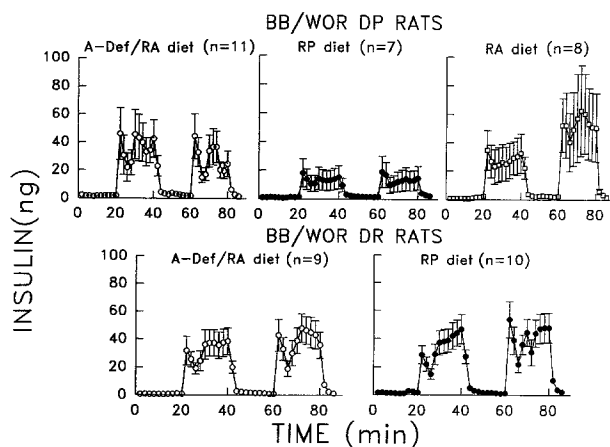 BB/WOR DP RATS
A-Def/RA diet (n=11) RP diet (n=7) RA diet (n=8)
100
80
60
40
20
0
0 20 40 60 80 0 20 40 60 80 0 20 40 60 80
BB/WOR DR RATS
A-Def/RA diet (n=9) RP diet (n=10)
100
80
60
40
20
0
0 20 40 60 80 0 20 40 60 80
INSULIN(ng)
TIME (min)